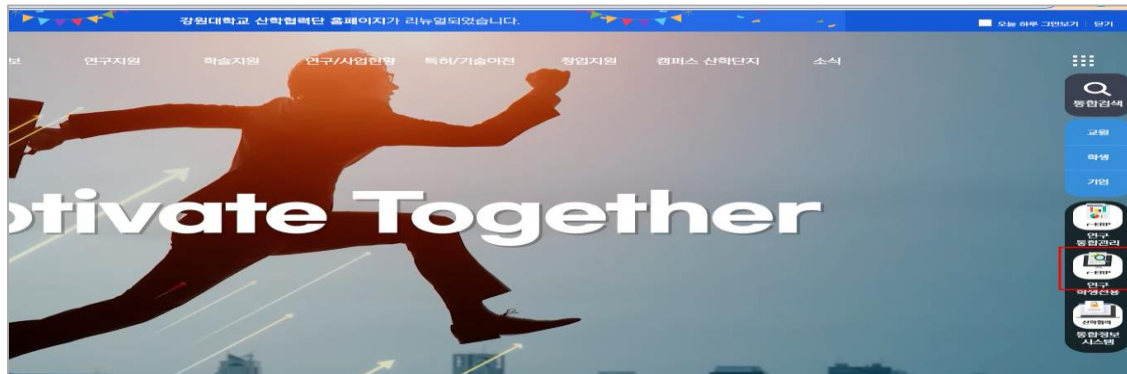 강원대학교 산학협력단 홈페이지가 리뉴얼되었습니다.
오늘 하루 그만보기 닫기
보 연구지원 학술지원 연구/사업현황 특허/기술이전 창업지원 캠퍼스 산학단지 소식
통합검색
교원
학생
기업
otivate Together
r-ERP
연구
통합관리
r-ERP
연구
학생전용
산학협력
통합정보
시스템